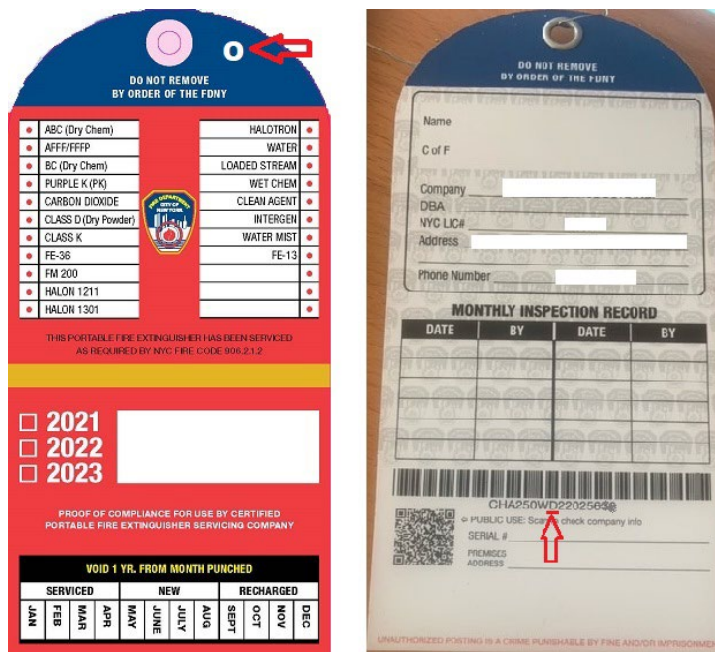 O
DO NOT REMOVE
BY ORDER OF THE FDNY
ABC (Dry Chem)
AFFF/FFFP
BC (Dry Chem)
PURPLE K (PK)
CARBON DIOXIDE
CLASS D (Dry Powder)
CLASS K
FE-36
FM 200
HALON 1211
HALON 1301
HALOTRON
WATER
LOADED STREAM
WET CHEM
CLEAN AGENT
INTERGEN
WATER MIST
FE-13
FIRE DEPARTMENT
CITY OF
NEW YORK
THIS PORTABLE FIRE EXTINGUISHER HAS BEEN SERVICED
AS REQUIRED BY NYC FIRE CODE 906.2.1.2
2021
2022
2023
PROOF OF COMPLIANCE FOR USE BY CERTIFIED
PORTABLE FIRE EXTINGUISHER SERVICING COMPANY
VOID 1 YR. FROM MONTH PUNCHED
SERVICED NEW RECHARGED
JAN FEB MAR APR MAY JUNE JULY AUG SEPT OCT NOV DEC
DO NOT REMOVE
BY ORDER OF THE FDNY
Name
C of F
Company
DBA
NYC LIC#
Address
Phone Number
MONTHLY INSPECTION RECORD
DATE BY DATE BY
⇦ PUBLIC USE: Scan to check company info
SERIAL #
PREMISES
ADDRESS
UNAUTHORIZED POSTING IS A CRIME PUNISHABLE BY FINE AND/OR IMPRISONMENT